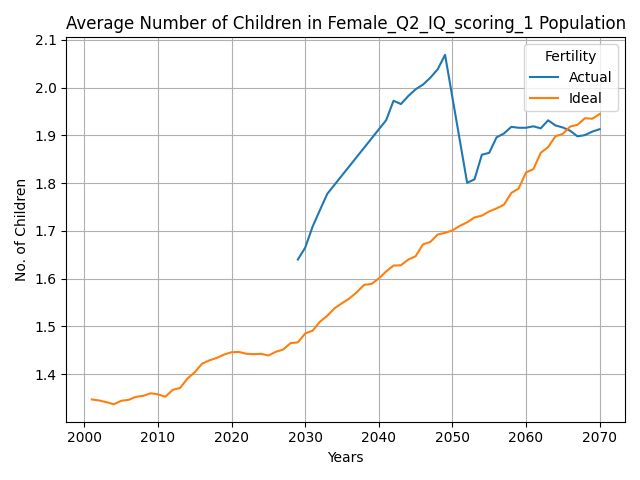 Average Number of Children in Female_Q2_IQ_scoring_1 Population
Fertility
Actual
Ideal
No. of Children
2.1
2.0
1.9
1.8
1.7
1.6
1.5
1.4
2000 2010 2020 2030 2040 2050 2060 2070
Years